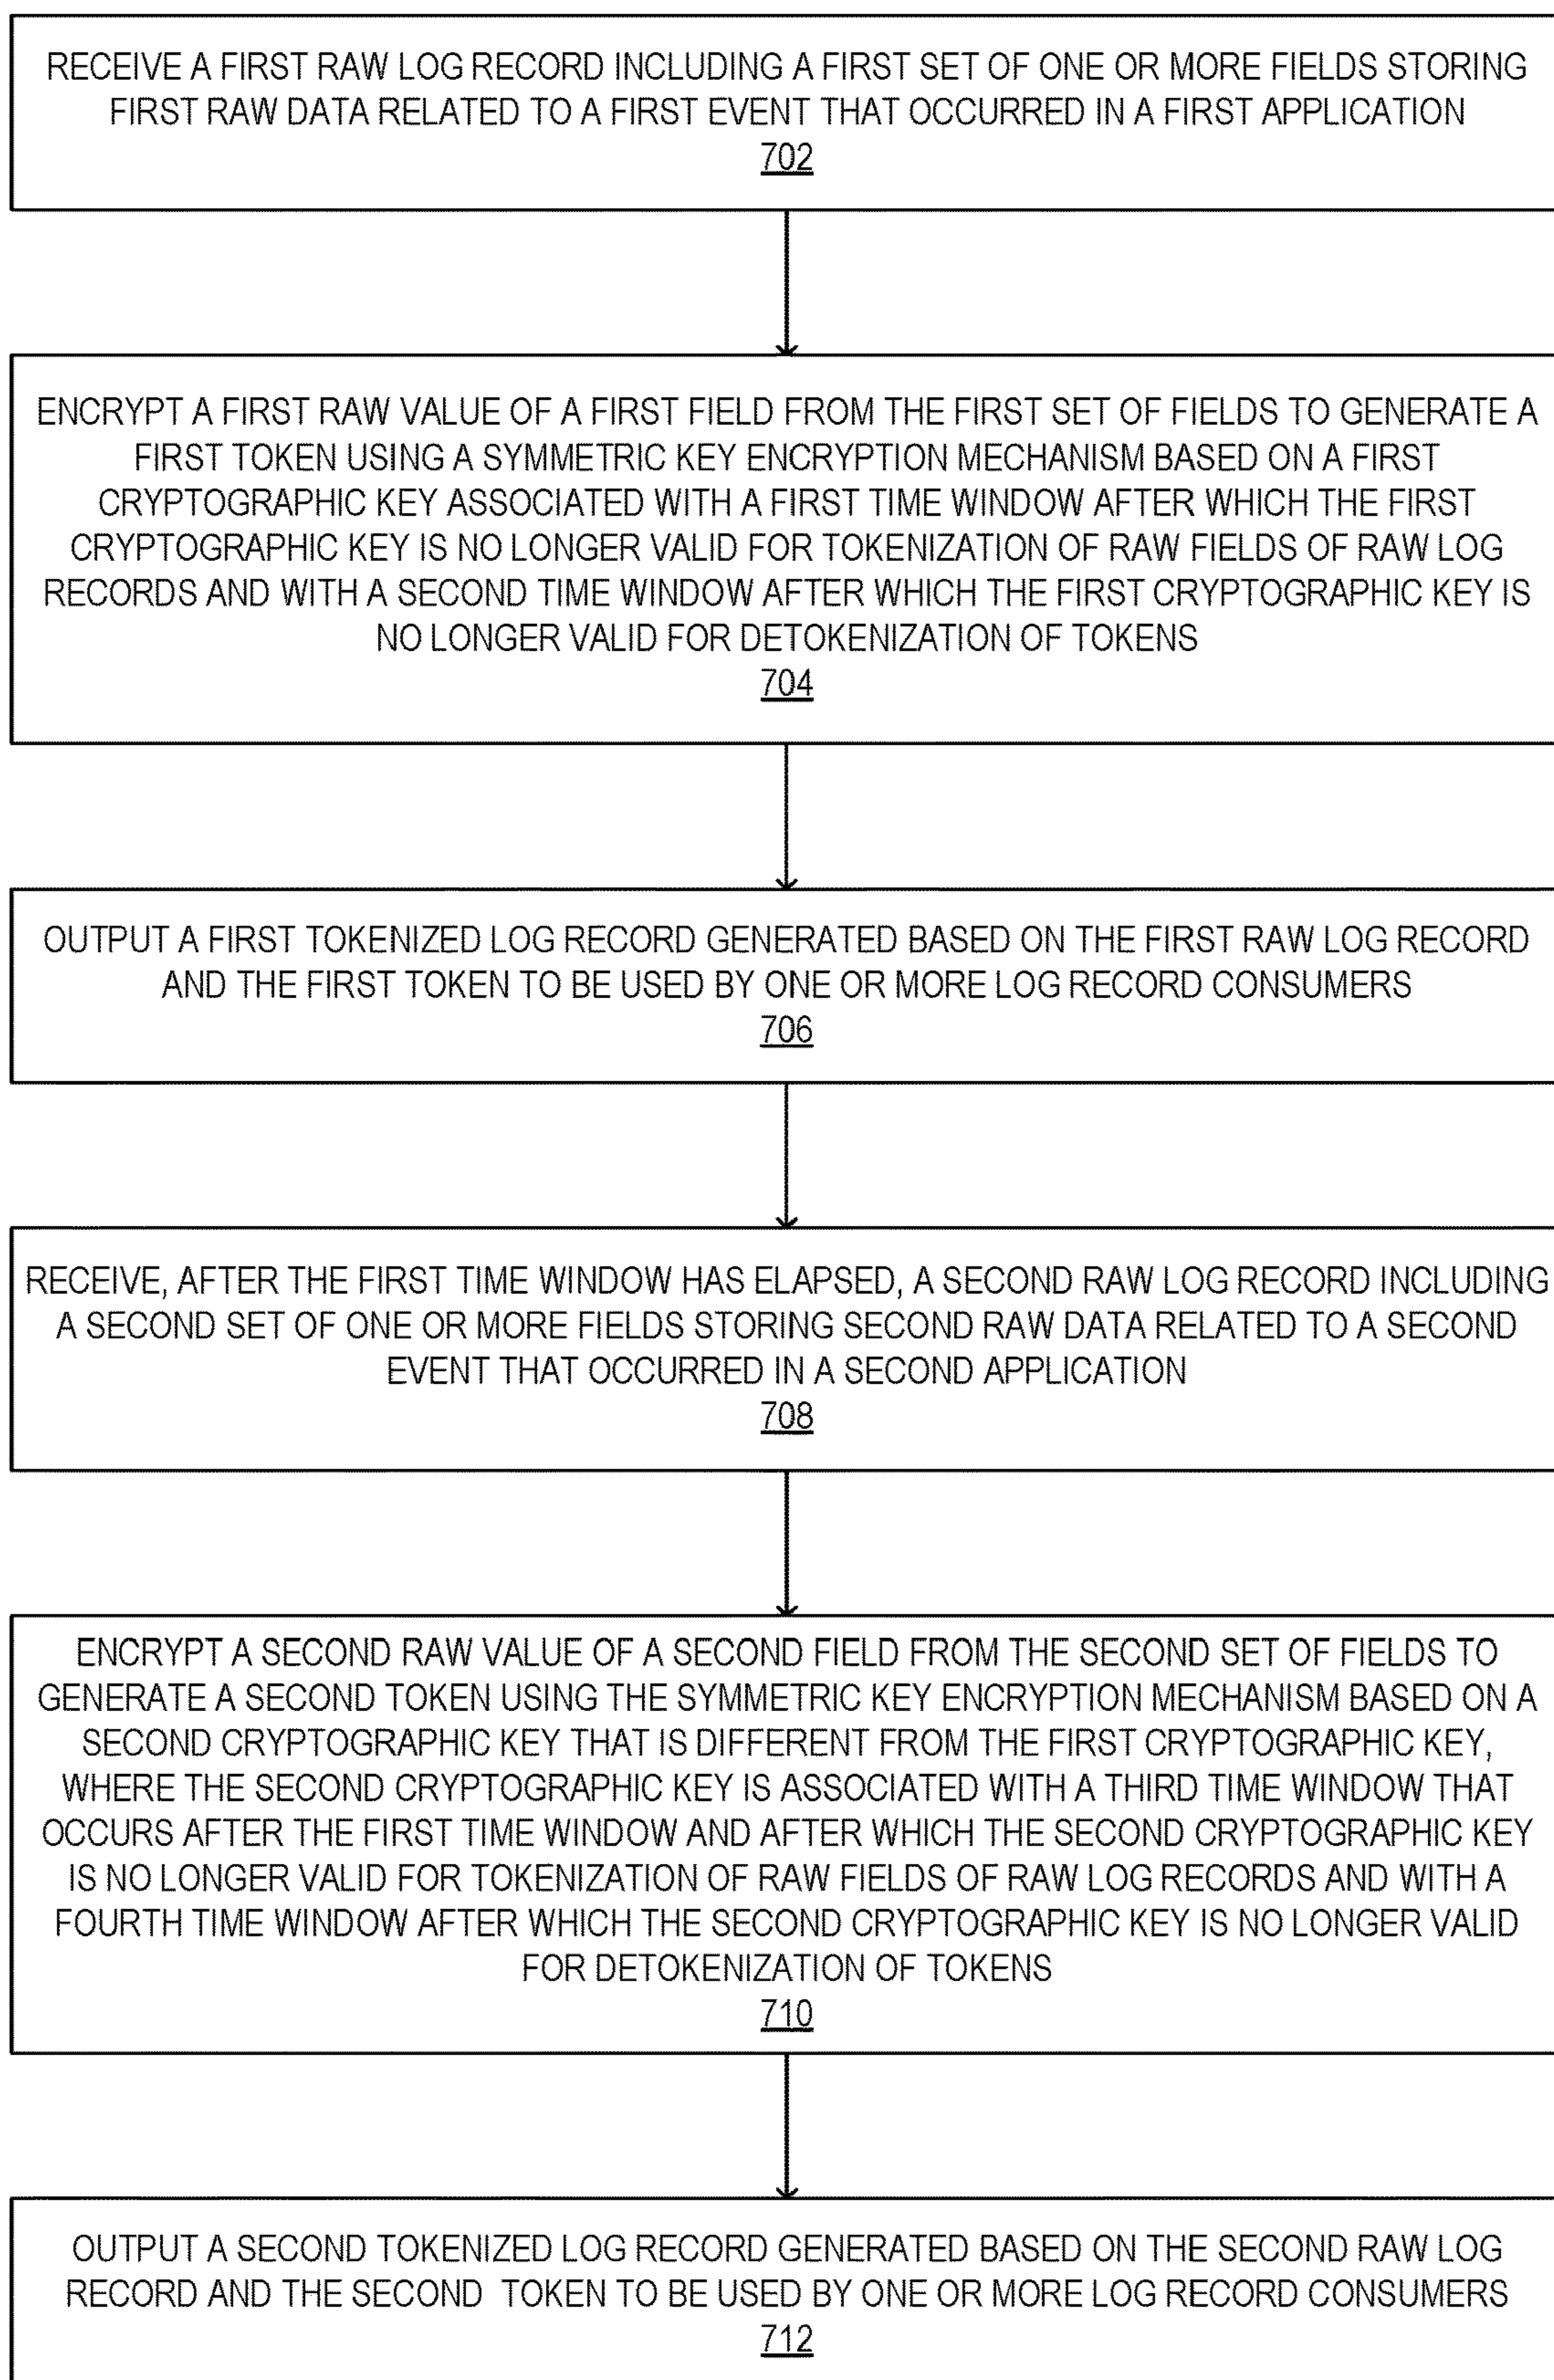 RECEIVE A FIRST RAW LOG RECORD INCLUDING A FIRST SET OF ONE OR MORE FIELDS STORING
FIRST RAW DATA RELATED TO A FIRST EVENT THAT OCCURRED IN A FIRST APPLICATION
702
ENCRYPT A FIRST RAW VALUE OF A FIRST FIELD FROM THE FIRST SET OF FIELDS TO GENERATE A
FIRST TOKEN USING A SYMMETRIC KEY ENCRYPTION MECHANISM BASED ON A FIRST
CRYPTOGRAPHIC KEY ASSOCIATED WITH A FIRST TIME WINDOW AFTER WHICH THE FIRST
CRYPTOGRAPHIC KEY IS NO LONGER VALID FOR TOKENIZATION OF RAW FIELDS OF RAW LOG
RECORDS AND WITH A SECOND TIME WINDOW AFTER WHICH THE FIRST CRYPTOGRAPHIC KEY IS
NO LONGER VALID FOR DETOKENIZATION OF TOKENS
704
OUTPUT A FIRST TOKENIZED LOG RECORD GENERATED BASED ON THE FIRST RAW LOG RECORD
AND THE FIRST TOKEN TO BE USED BY ONE OR MORE LOG RECORD CONSUMERS
706
RECEIVE, AFTER THE FIRST TIME WINDOW HAS ELAPSED, A SECOND RAW LOG RECORD INCLUDING
A SECOND SET OF ONE OR MORE FIELDS STORING SECOND RAW DATA RELATED TO A SECOND
EVENT THAT OCCURRED IN A SECOND APPLICATION
708
ENCRYPT A SECOND RAW VALUE OF A SECOND FIELD FROM THE SECOND SET OF FIELDS TO
GENERATE A SECOND TOKEN USING THE SYMMETRIC KEY ENCRYPTION MECHANISM BASED ON A
SECOND CRYPTOGRAPHIC KEY THAT IS DIFFERENT FROM THE FIRST CRYPTOGRAPHIC KEY,
WHERE THE SECOND CRYPTOGRAPHIC KEY IS ASSOCIATED WITH A THIRD TIME WINDOW THAT
OCCURS AFTER THE FIRST TIME WINDOW AND AFTER WHICH THE SECOND CRYPTOGRAPHIC KEY
IS NO LONGER VALID FOR TOKENIZATION OF RAW FIELDS OF RAW LOG RECORDS AND WITH A
FOURTH TIME WINDOW AFTER WHICH THE SECOND CRYPTOGRAPHIC KEY IS NO LONGER VALID
FOR DETOKENIZATION OF TOKENS
710
OUTPUT A SECOND TOKENIZED LOG RECORD GENERATED BASED ON THE SECOND RAW LOG
RECORD AND THE SECOND TOKEN TO BE USED BY ONE OR MORE LOG RECORD CONSUMERS
712